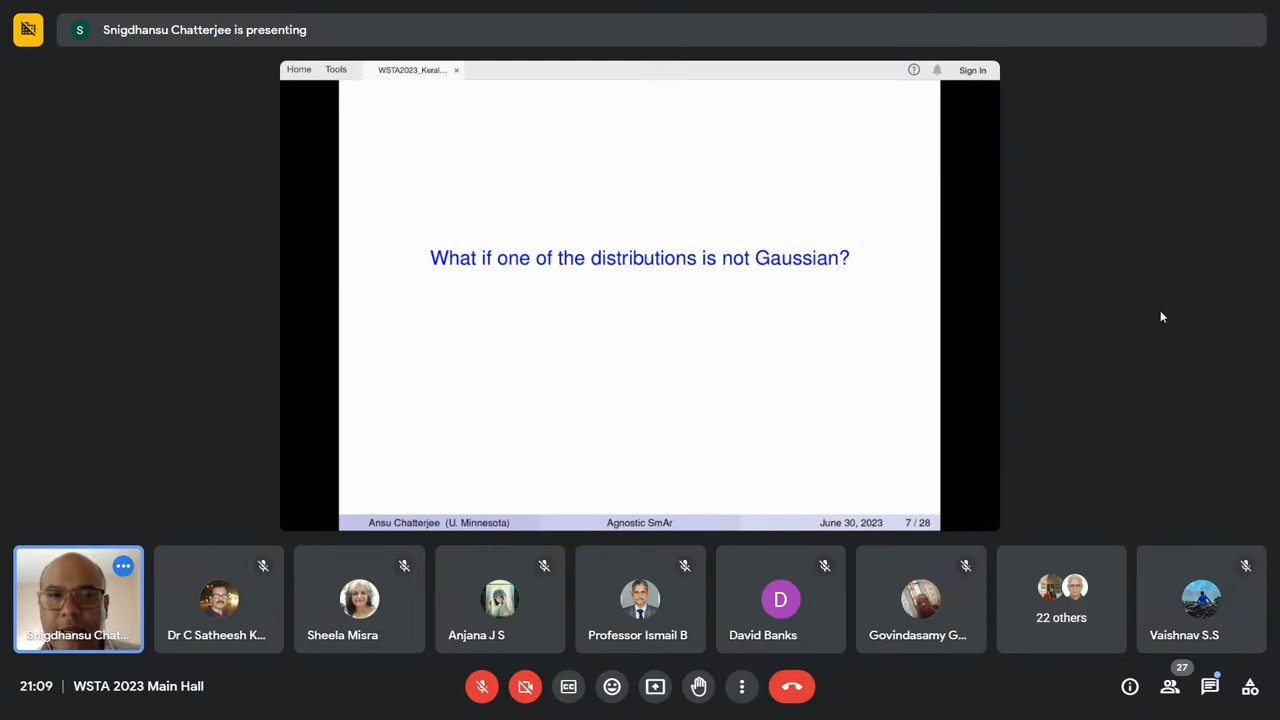 S Snigdhansu Chatterjee is presenting
Home Tools WSTA2023_Keral... × ? Sign In
What if one of the distributions is not Gaussian?
Ansu Chatterjee (U. Minnesota) Agnostic SmAr June 30, 2023 7 / 28
Snigdhansu Chat... Dr C Satheesh K... Sheela Misra Anjana J S Professor Ismail B D David Banks Govindasamy G... 22 others Vaishnav S.S
21:09 | WSTA 2023 Main Hall CC 27